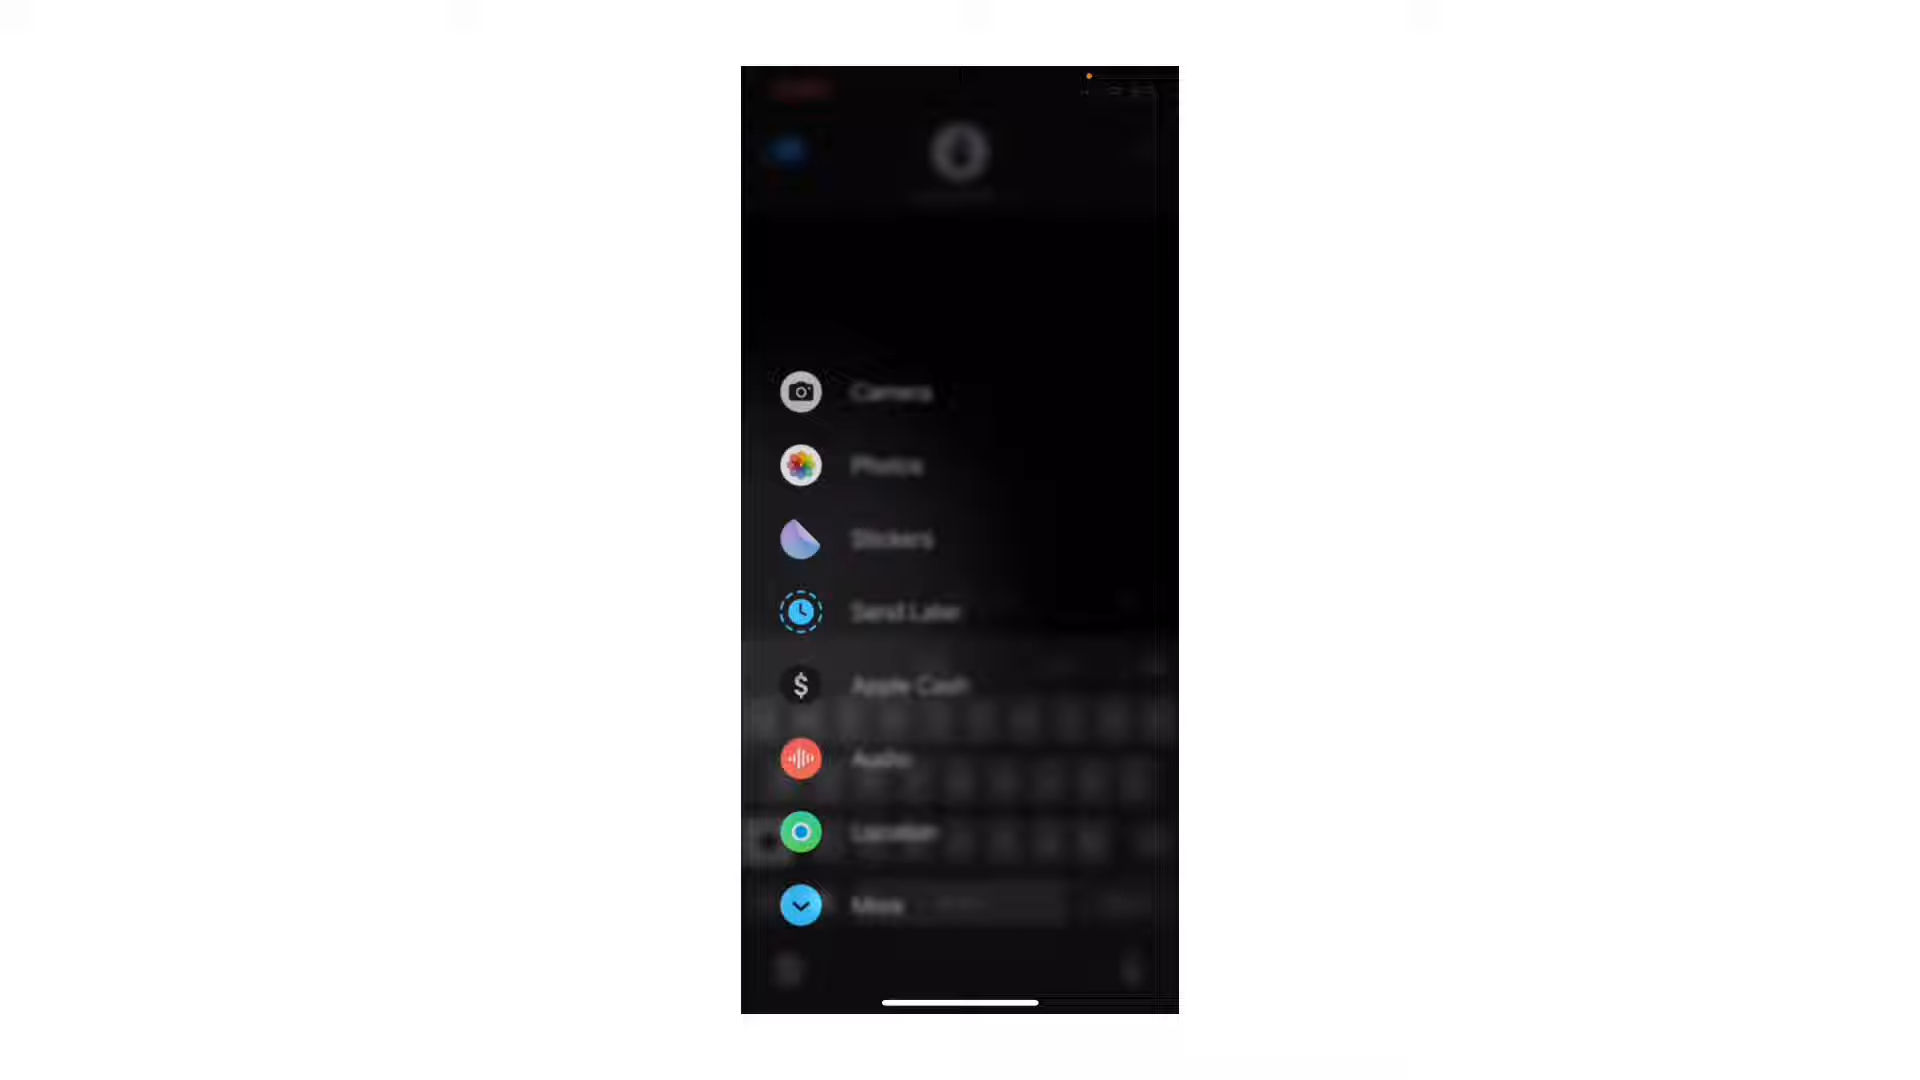 Camera
Photos
Stickers
Send Later
Apple Cash
$
Audio
Location
More